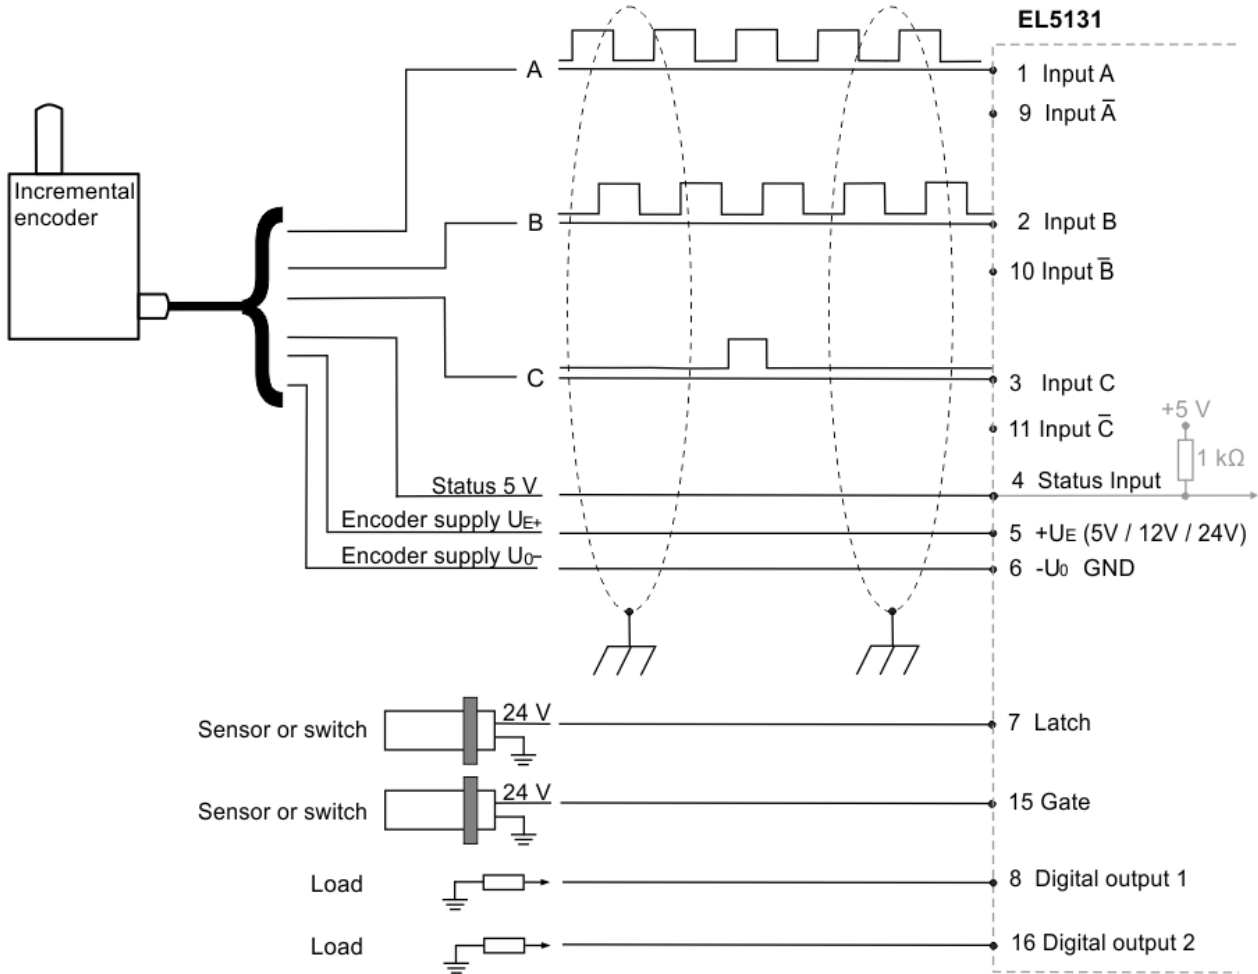 EL5131
A
1 Input A
9 Input A̅
Incremental
encoder
B
2 Input B
10 Input B̅
C
3 Input C
+5 V
11 Input C̅
1 kΩ
Status 5 V
4 Status Input
Encoder supply UE+
5 +UE (5V / 12V / 24V)
Encoder supply U0−
6 -U0 GND
Sensor or switch
24 V
7 Latch
Sensor or switch
24 V
15 Gate
Load
8 Digital output 1
Load
16 Digital output 2